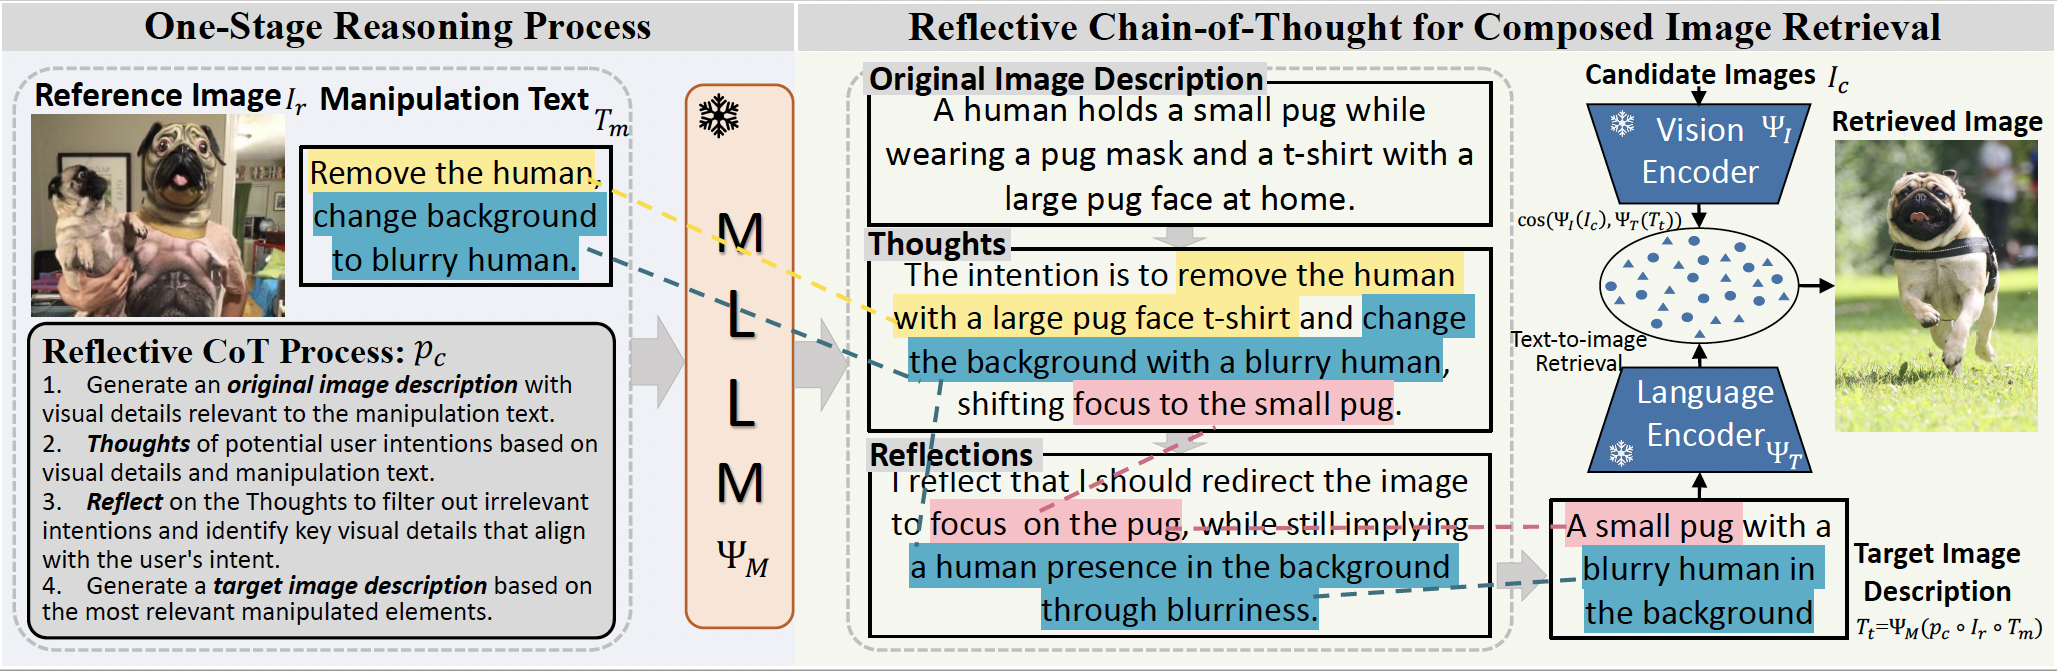 One-Stage Reasoning Process
Reference Image I_r
Manipulation Text T_m
Remove the human,
change background
to blurry human.
Reflective CoT Process: p_c
1. Generate an original image description with
visual details relevant to the manipulation text.
2. Thoughts of potential user intentions based on
visual details and manipulation text.
3. Reflect on the Thoughts to filter out irrelevant
intentions and identify key visual details that align
with the user's intent.
4. Generate a target image description based on
the most relevant manipulated elements.
M
L
L
M
Ψ_M
Reflective Chain-of-Thought for Composed Image Retrieval
Original Image Description
A human holds a small pug while
wearing a pug mask and a t-shirt with a
large pug face at home.
Thoughts
The intention is to remove the human
with a large pug face t-shirt and change
the background with a blurry human,
shifting focus to the small pug.
Reflections
I reflect that I should redirect the image
to focus on the pug, while still implying
a human presence in the background
through blurriness.
Candidate Images I_c
Vision Ψ_I
Encoder
cos(Ψ_I(I_c), Ψ_T(T_t))
Text-to-image
Retrieval
Language
Encoder Ψ_T
A small pug with a
blurry human in
the background
Retrieved Image
Target Image
Description
T_t=Ψ_M(p_c ∘ I_r ∘ T_m)